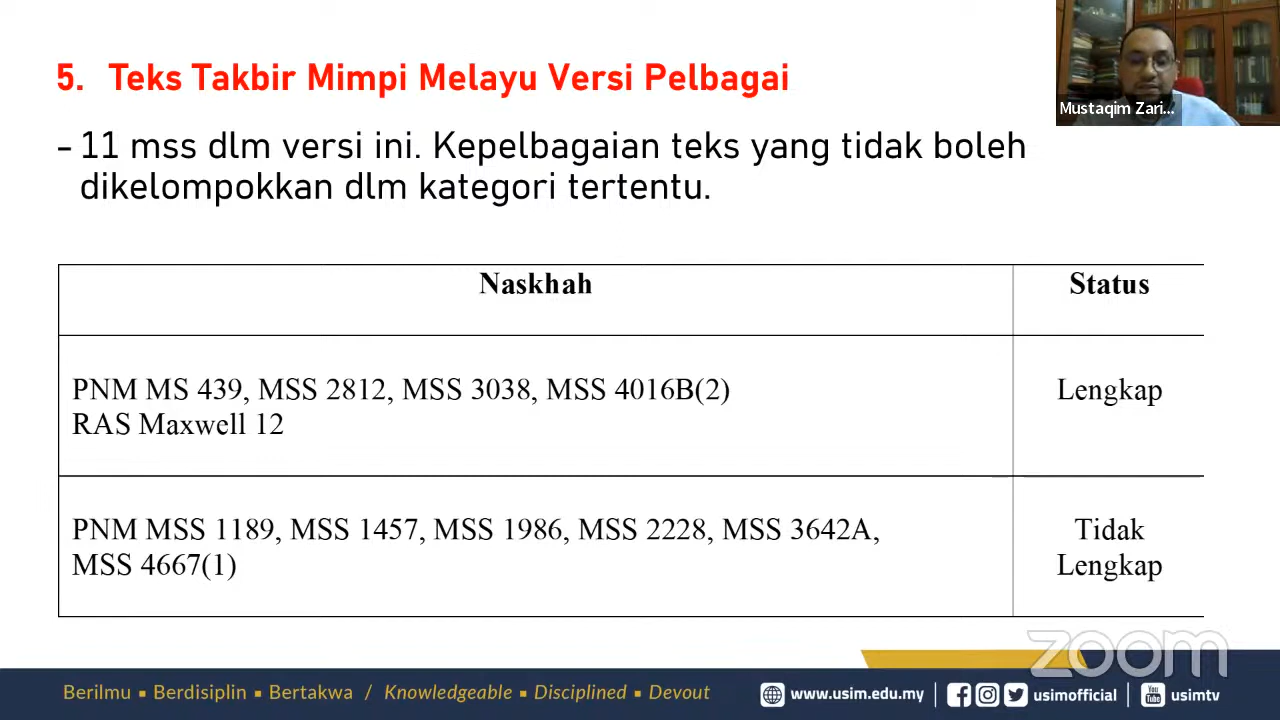 5. Teks Takbir Mimpi Melayu Versi Pelbagai
Mustaqim Zari...
- 11 mss dlm versi ini. Kepelbagaian teks yang tidak boleh
dikelompokkan dlm kategori tertentu.
Naskhah
Status
PNM MS 439, MSS 2812, MSS 3038, MSS 4016B(2)
RAS Maxwell 12
Lengkap
PNM MSS 1189, MSS 1457, MSS 1986, MSS 2228, MSS 3642A,
MSS 4667(1)
Tidak
Lengkap
zoom
Berilmu ▪ Berdisiplin ▪ Bertakwa / Knowledgeable ▪ Disciplined ▪ Devout
www.usim.edu.my | usimofficial | You Tube usimtv